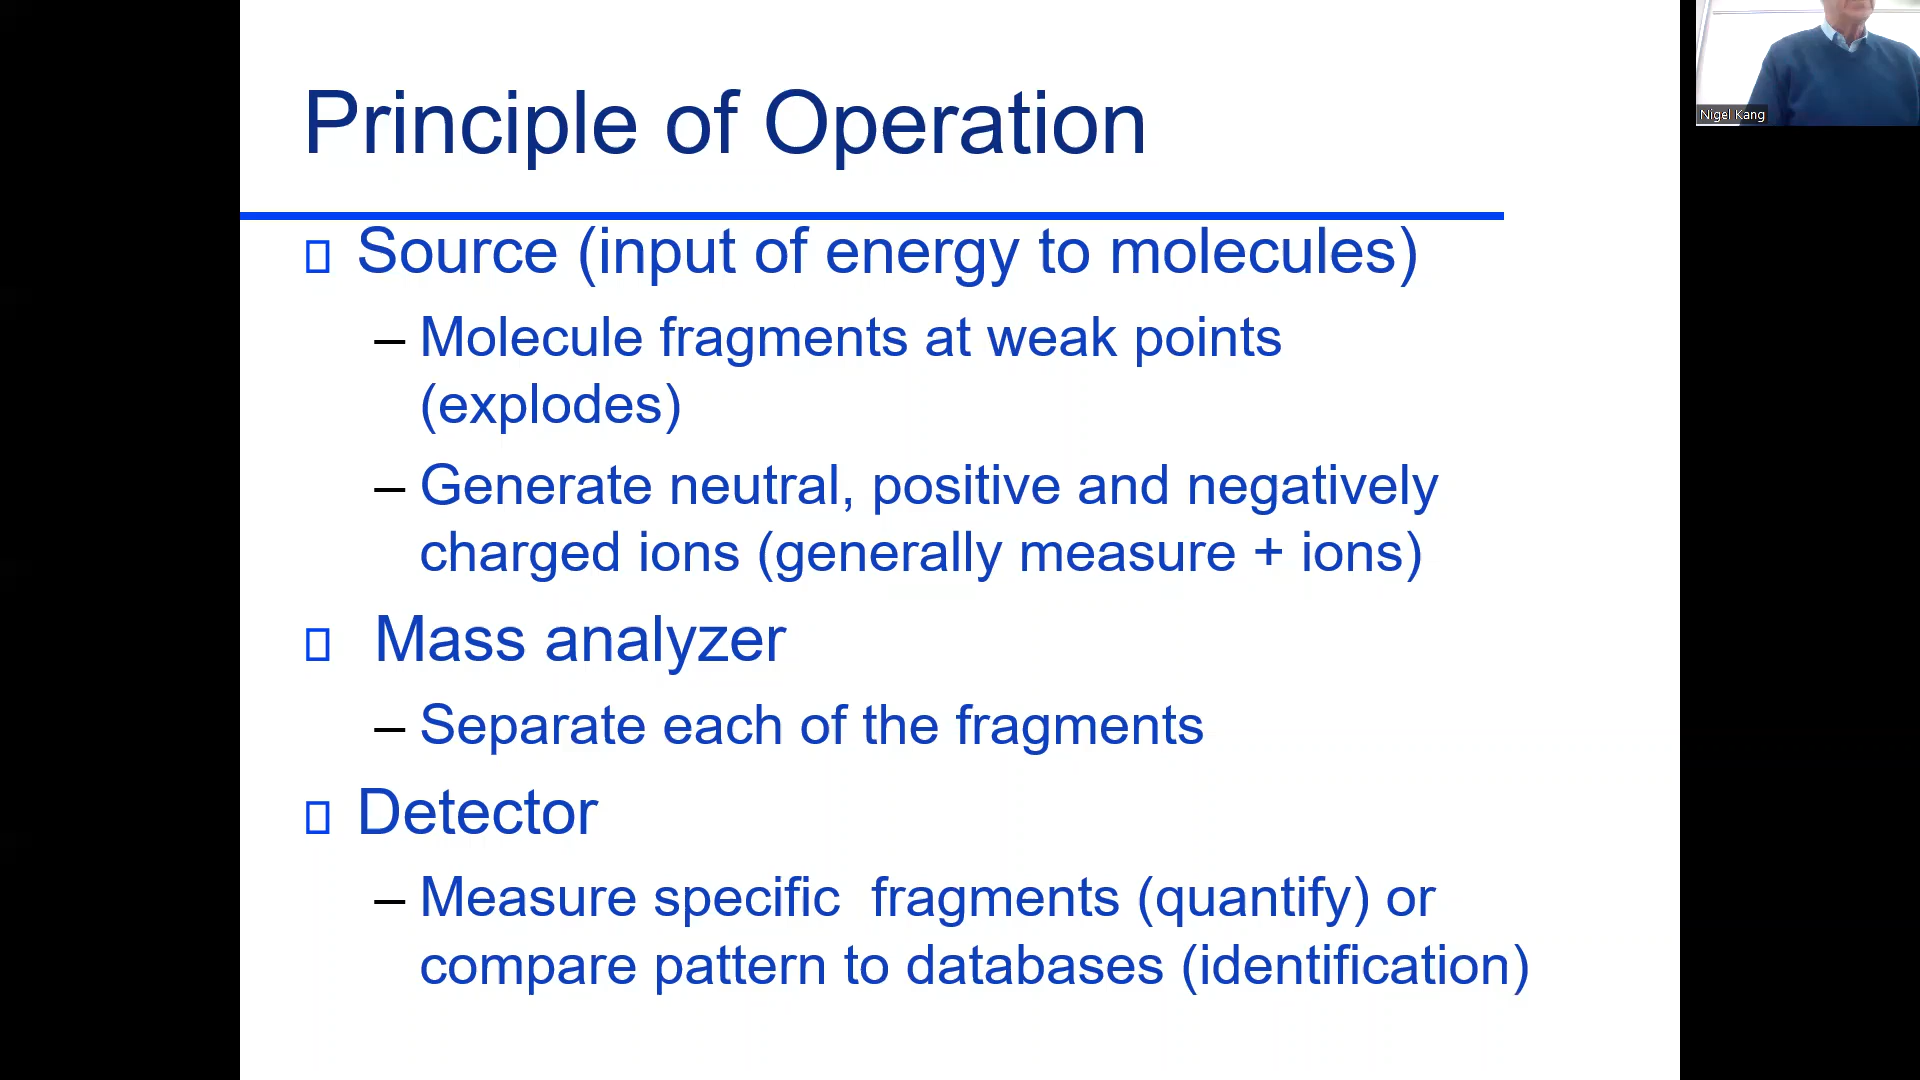 Principle of Operation
Source (input of energy to molecules)
– Molecule fragments at weak points
(explodes)
– Generate neutral, positive and negatively
charged ions (generally measure + ions)
Mass analyzer
– Separate each of the fragments
Detector
– Measure specific  fragments (quantify) or
compare pattern to databases (identification)
Nigel Kang